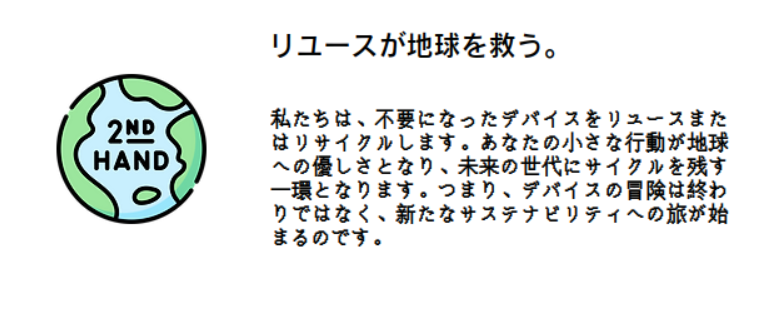 リユースが地球を救う。
2ND
HAND
私たちは、不要になったデバイスをリユースまた
はリサイクルします。あなたの小さな行動が地球
への優しさとなり、未来の世代にサイクルを残す
一環となります。つまり、デバイスの冒険は終わ
りではなく、新たなサステナビリティへの旅が始
まるのです。